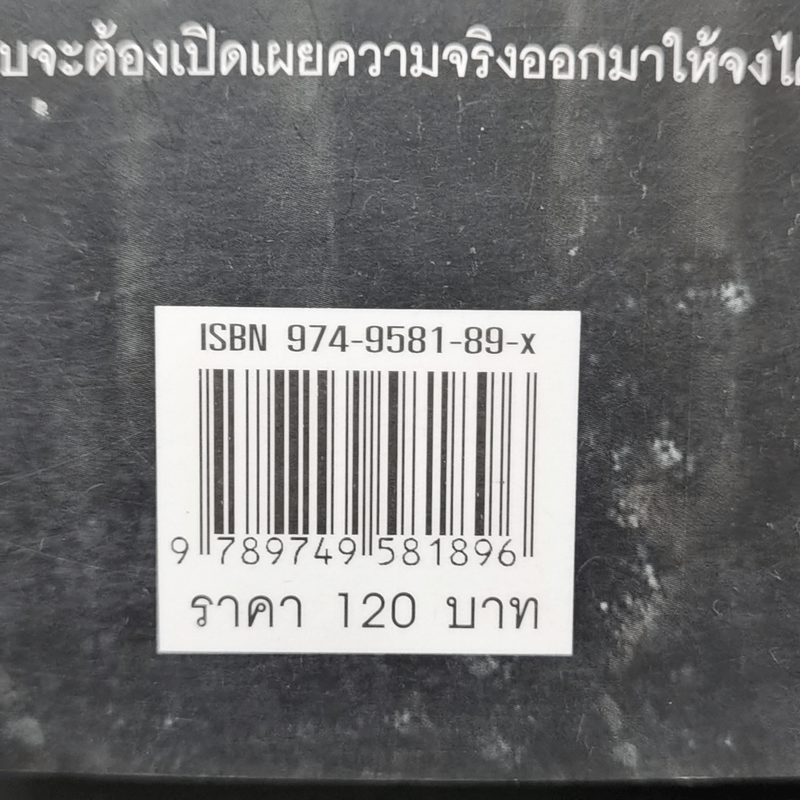 บจะต้องเปิดเผยความจริงออกมาให้จงได้
ISBN 974-9581-89-x
9 789749 581896
ราคา 120 บาท